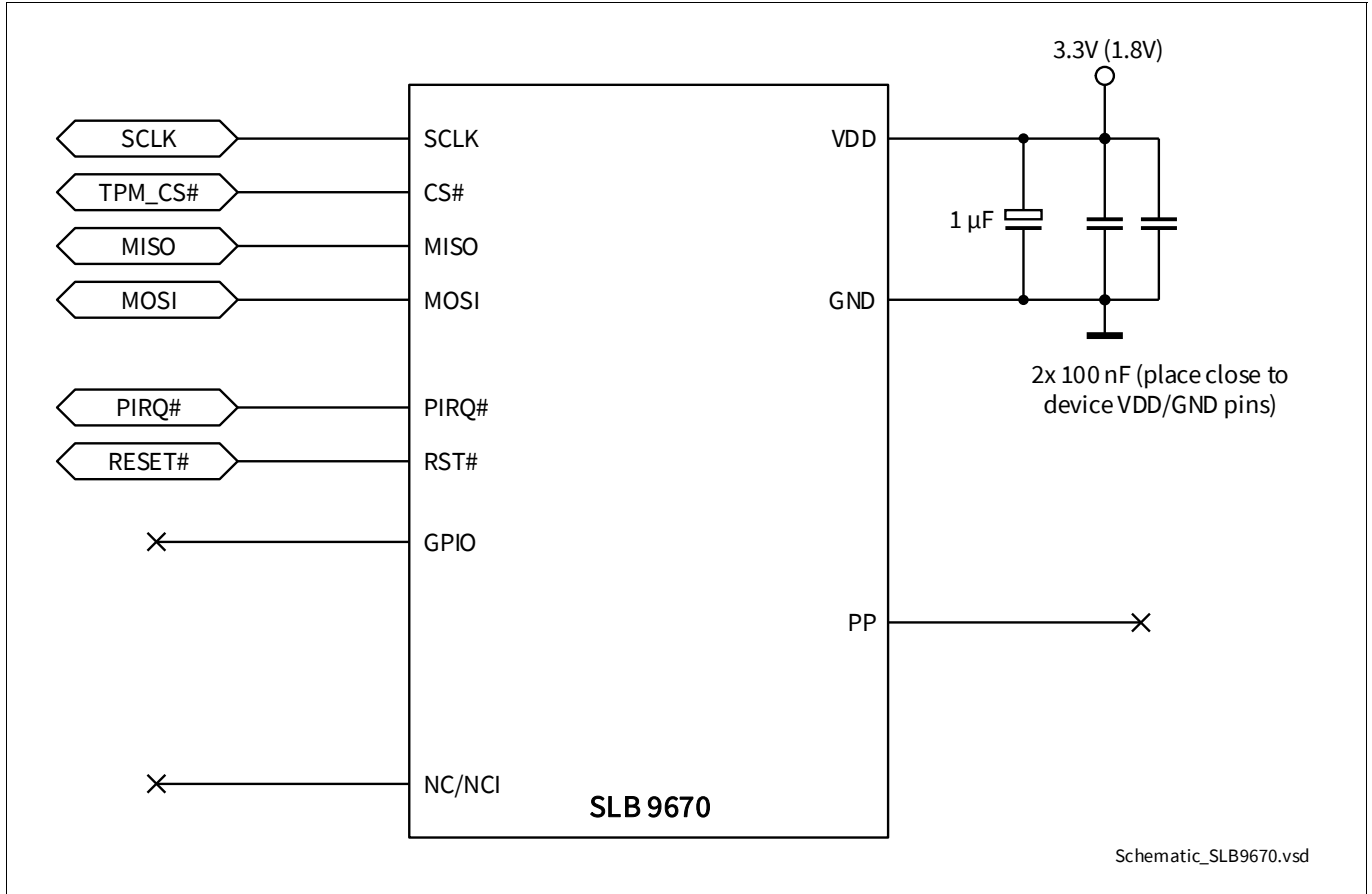 3.3V (1.8V)
SCLK
SCLK
VDD
TPM_CS#
CS#
MISO
MISO
1 µF
MOSI
MOSI
GND
2x 100 nF (place close to
device VDD/GND pins)
PIRQ#
PIRQ#
RESET#
RST#
GPIO
PP
NC/NCI
SLB 9670
Schematic_SLB9670.vsd